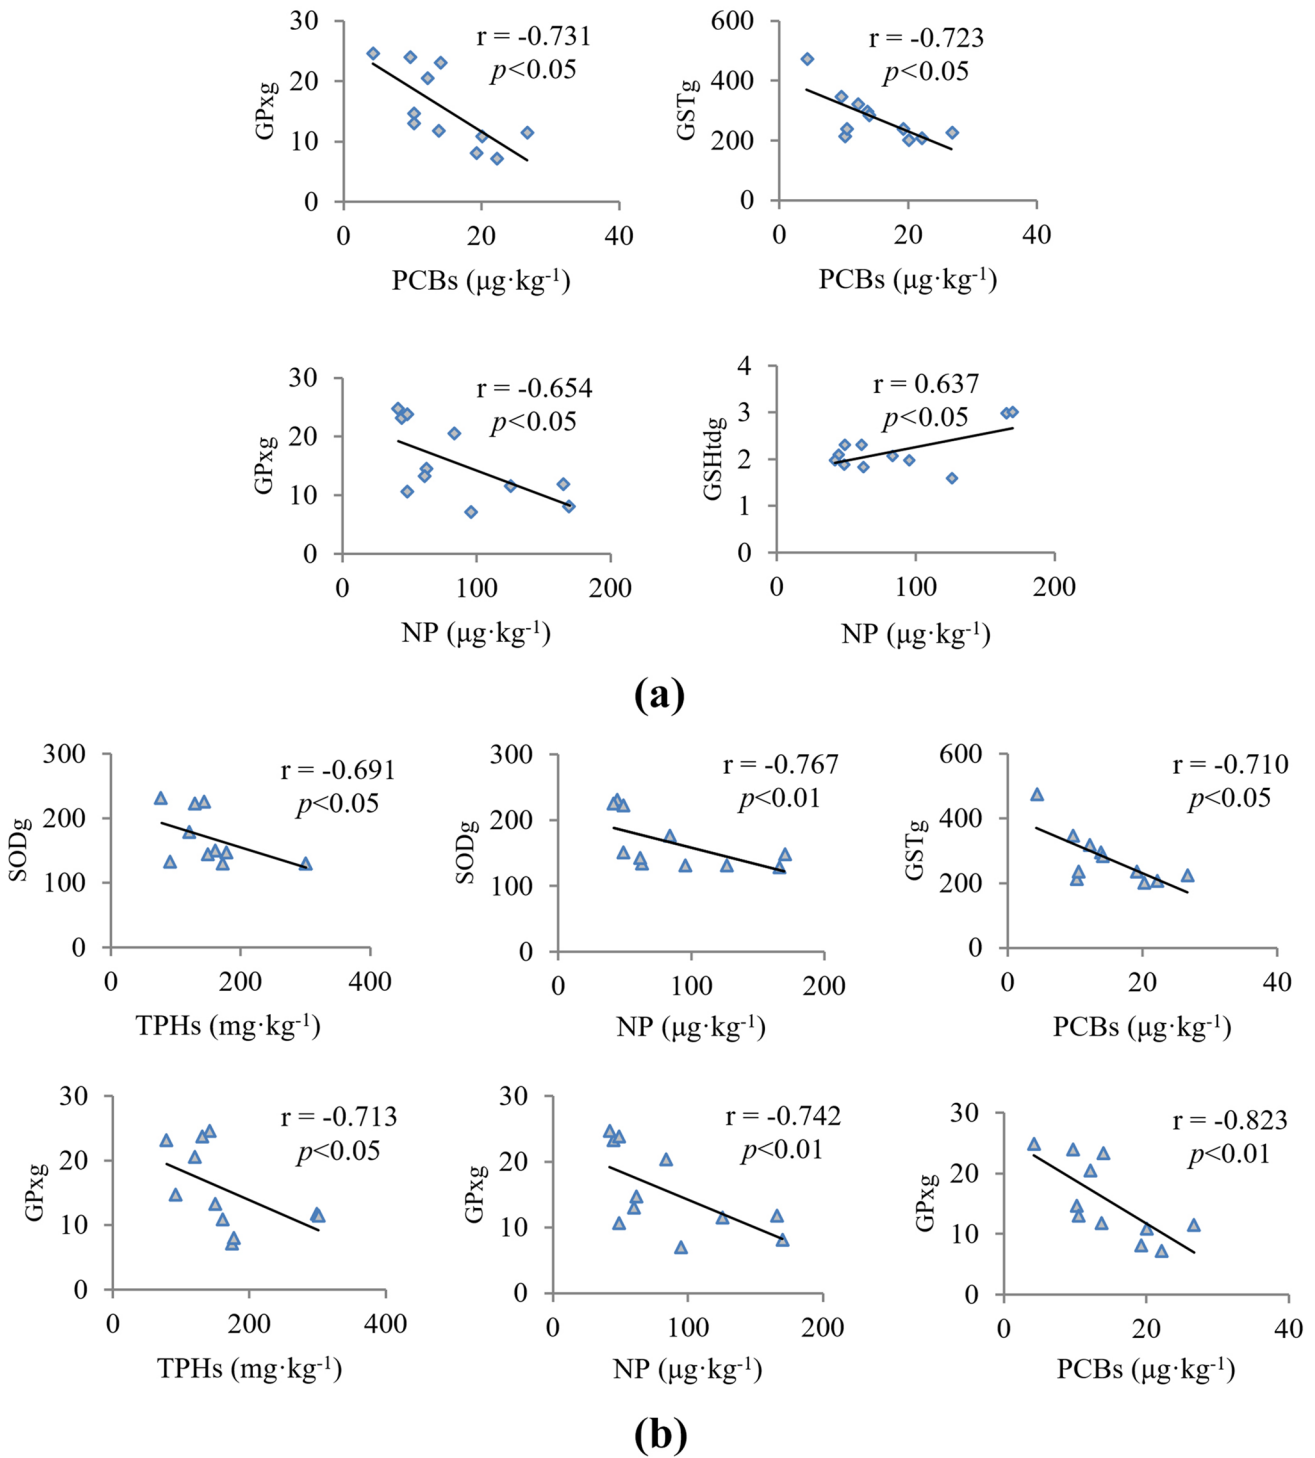 30
20
10
0
GPxg
r = -0.731
p<0.05
0 20 40
PCBs (μg·kg-1)
600
400
200
0
GSTg
r = -0.723
p<0.05
0 20 40
PCBs (μg·kg-1)
30
20
10
0
GPxg
r = -0.654
p<0.05
0 100 200
NP (μg·kg-1)
4
3
2
1
0
GSHtdg
r = 0.637
p<0.05
0 100 200
NP (μg·kg-1)
(a)
300
200
100
0
SODg
r = -0.691
p<0.05
0 200 400
TPHs (mg·kg-1)
300
200
100
0
SODg
r = -0.767
p<0.01
0 100 200
NP (μg·kg-1)
600
400
200
0
GSTg
r = -0.710
p<0.05
0 20 40
PCBs (μg·kg-1)
30
20
10
0
GPxg
r = -0.713
p<0.05
0 200 400
TPHs (mg·kg-1)
30
20
10
0
GPxg
r = -0.742
p<0.01
0 100 200
NP (μg·kg-1)
30
20
10
0
GPxg
r = -0.823
p<0.01
0 20 40
PCBs (μg·kg-1)
(b)